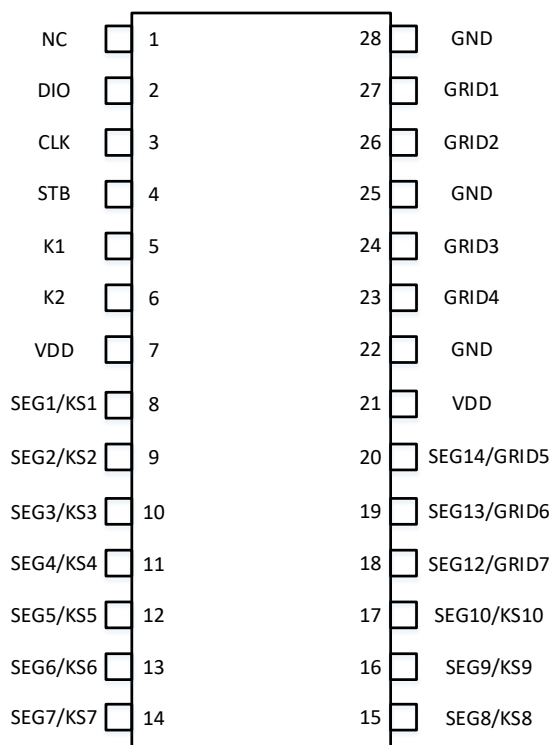 NC 1 28 GND
DIO 2 27 GRID1
CLK 3 26 GRID2
STB 4 25 GND
K1 5 24 GRID3
K2 6 23 GRID4
VDD 7 22 GND
SEG1/KS1 8 21 VDD
SEG2/KS2 9 20 SEG14/GRID5
SEG3/KS3 10 19 SEG13/GRID6
SEG4/KS4 11 18 SEG12/GRID7
SEG5/KS5 12 17 SEG10/KS10
SEG6/KS6 13 16 SEG9/KS9
SEG7/KS7 14 15 SEG8/KS8